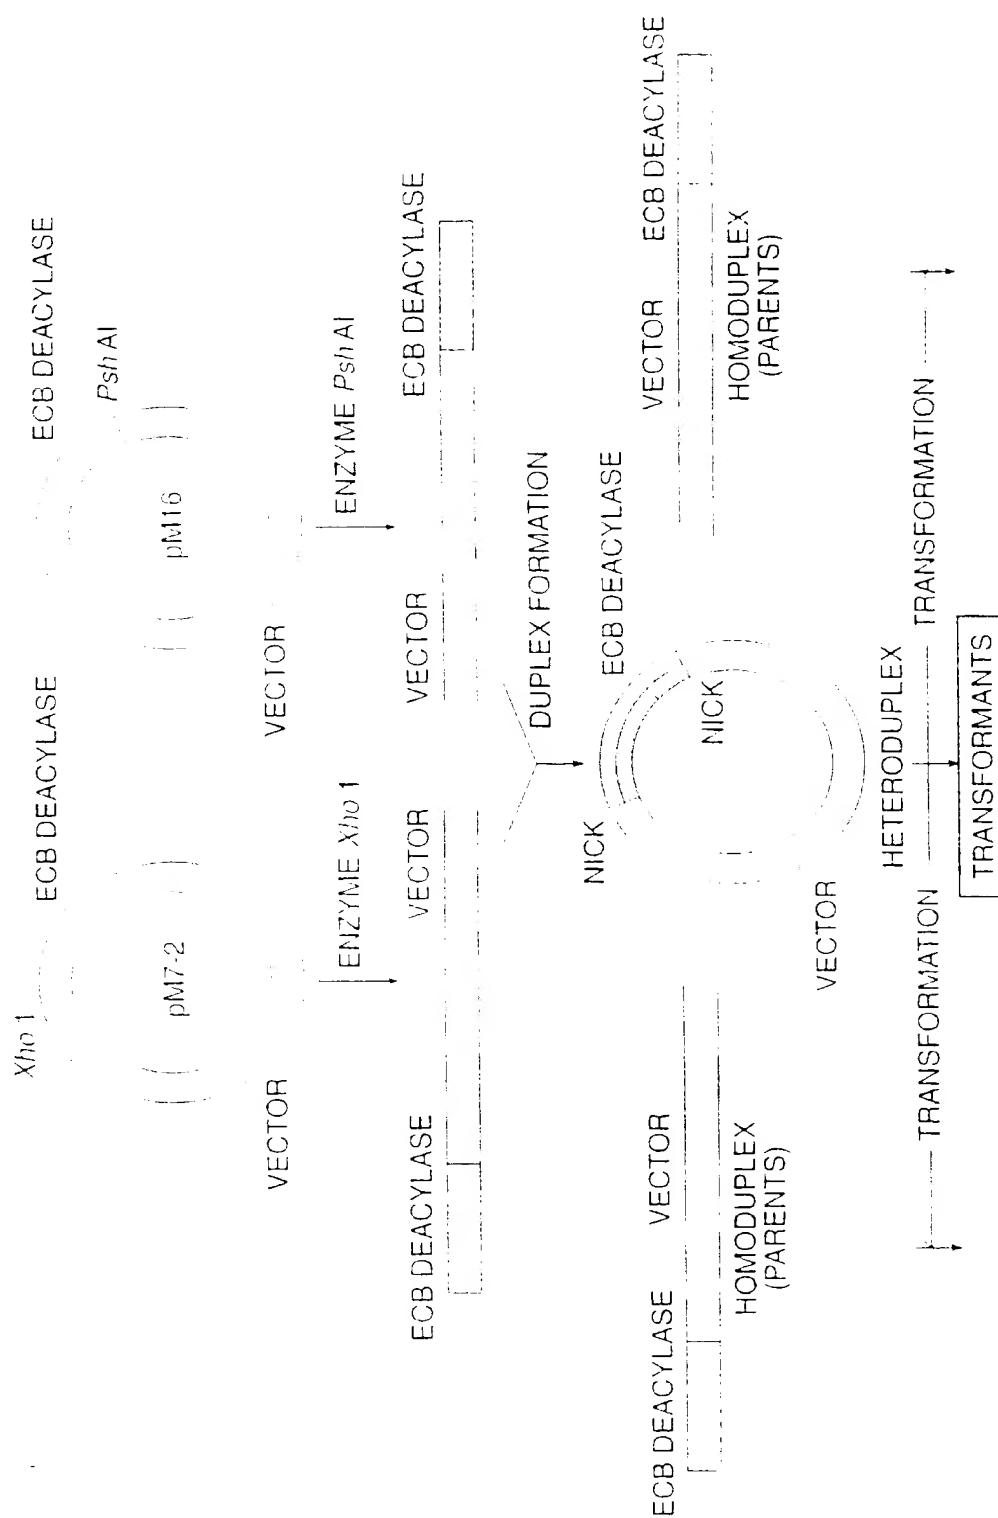 Xho 1
ECB DEACYLASE
ECB DEACYLASE
PshAI
pM7-2
pM16
VECTOR
VECTOR
ENZYME Xho 1
ENZYME PshAI
ECB DEACYLASE
VECTOR
VECTOR
ECB DEACYLASE
DUPLEX FORMATION
ECB DEACYLASE
VECTOR
NICK
ECB DEACYLASE
VECTOR
ECB DEACYLASE
NICK
HOMODUPLEX
(PARENTS)
HOMODUPLEX
(PARENTS)
VECTOR
HETERODUPLEX
TRANSFORMATION
TRANSFORMATION
TRANSFORMANTS